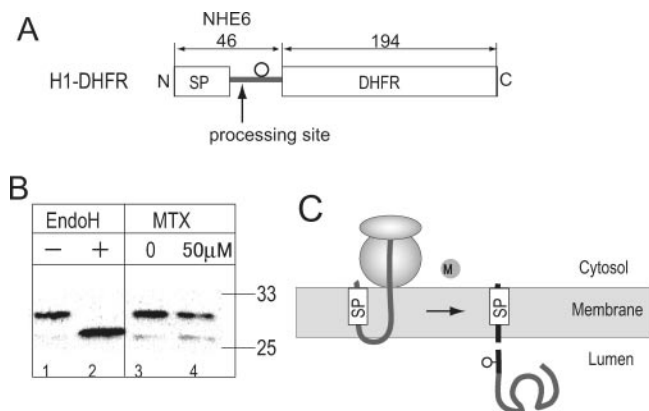 A
NHE6
46
194
H1-DHFR
N
SP
DHFR
C
processing site
B
EndoH
MTX
−
+
0
50μM
33
25
1
2
3
4
C
M
Cytosol
SP
SP
Membrane
Lumen